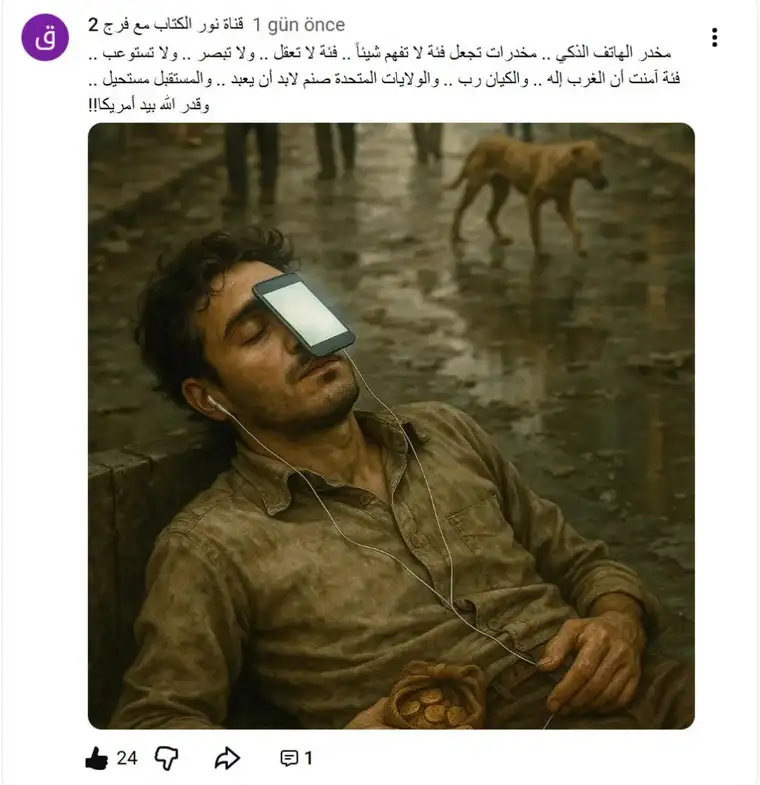 ق
قناة نور الكتاب مع فرج 2 1 gün önce
مخدر الهاتف الذكي .. مخدرات تجعل فئة لا تفهم شيئاً .. فئة لا تعقل .. ولا تبصر .. ولا تستوعب ..
فئة آمنت أن الغرب إله .. والكيان رب .. والولايات المتحدة صنم لابد أن يعبد .. والمستقبل مستحيل ..
وقدر الله بيد أمريكا!!
24 1